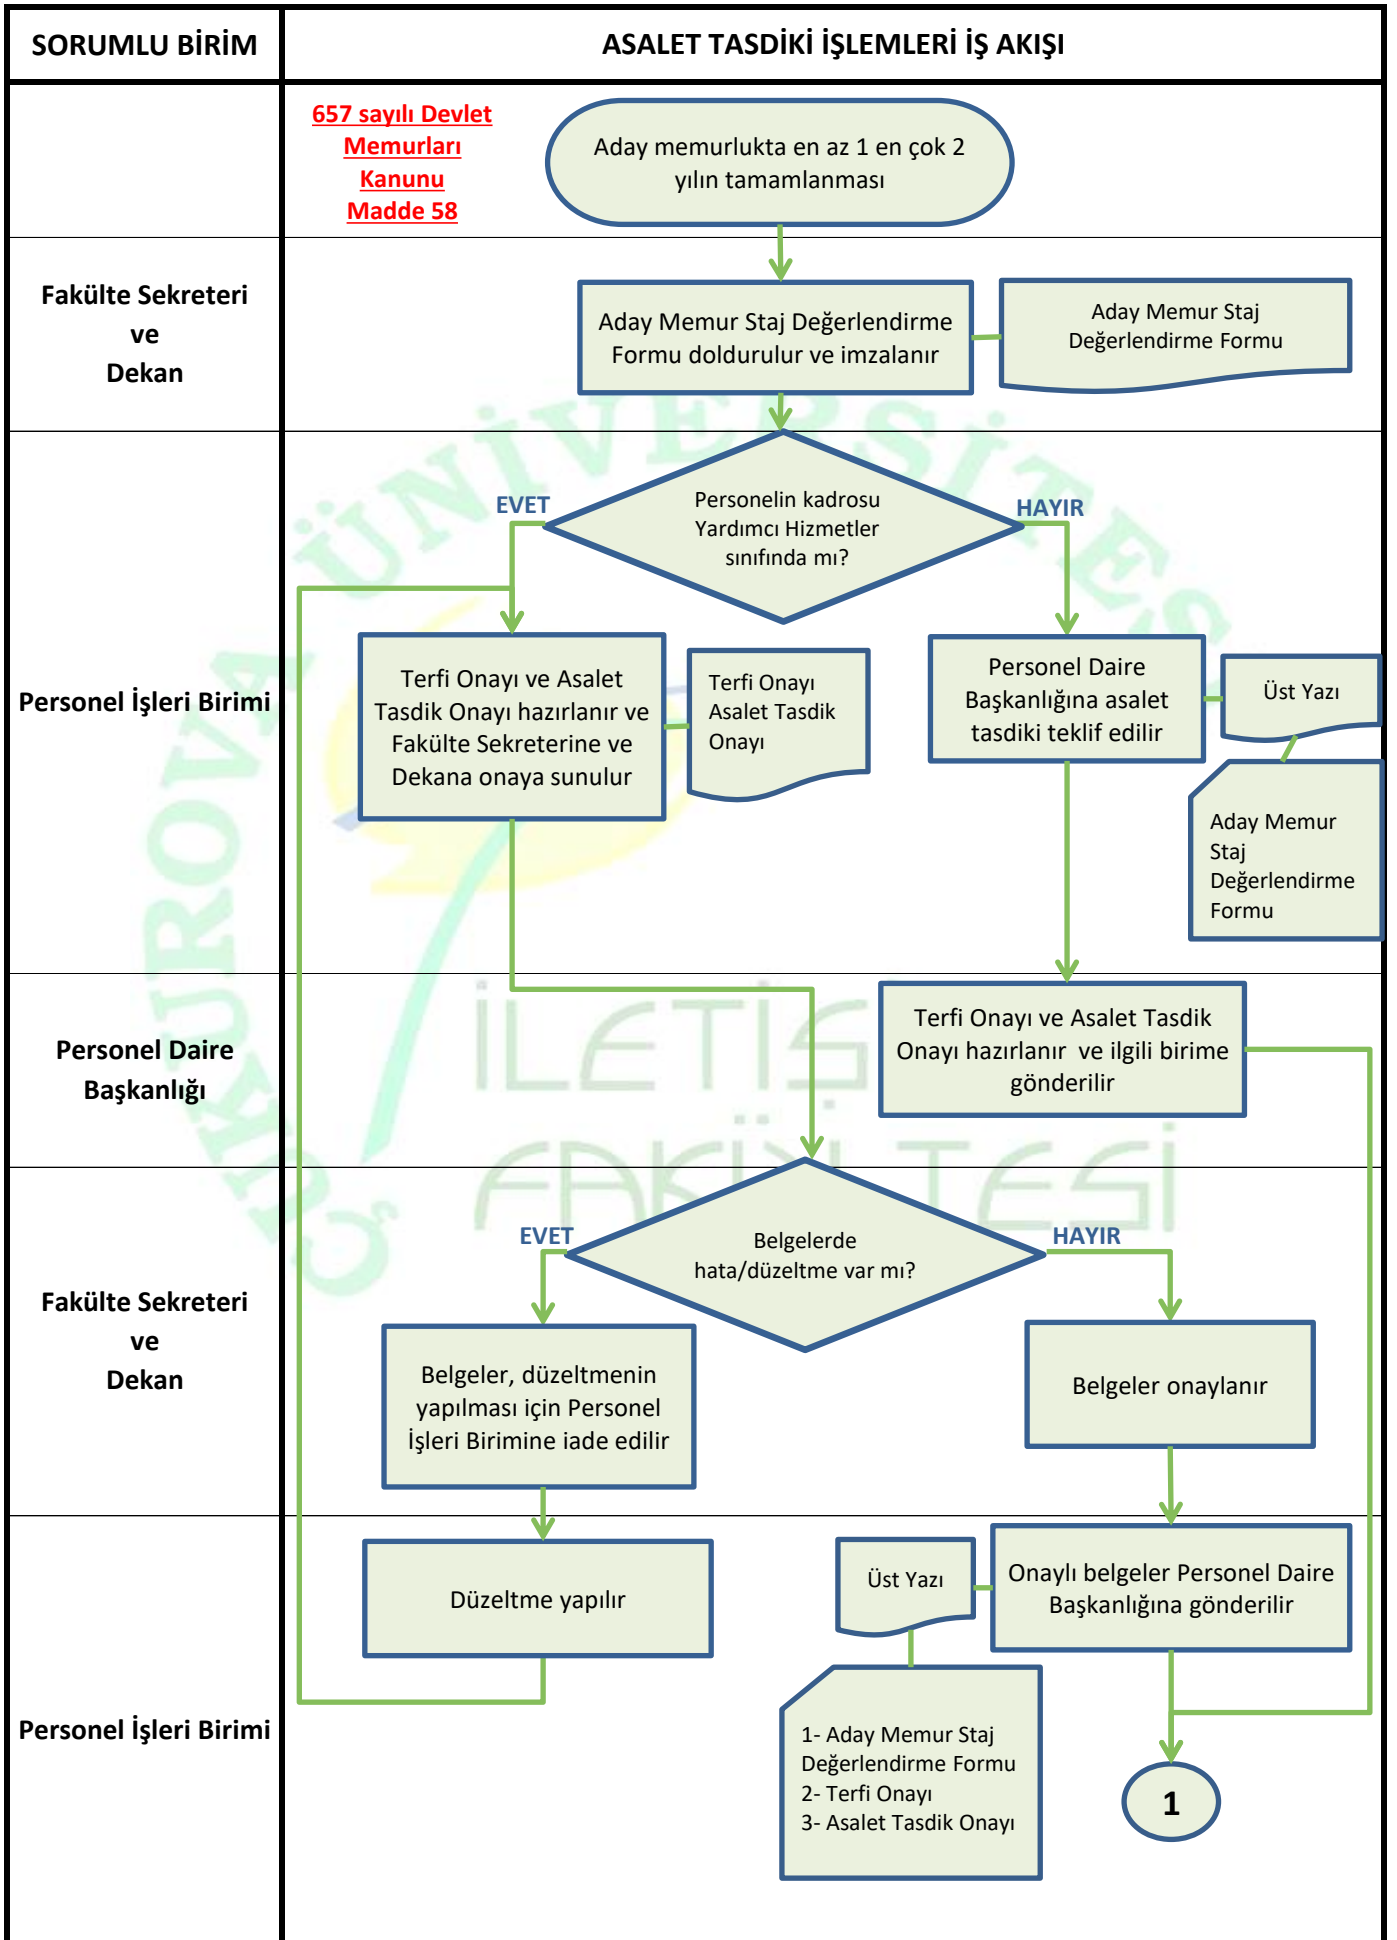 SORUMLU BİRİM
ASALET TASDİKİ İŞLEMLERİ İŞ AKIŞI
657 sayılı Devlet
Memurları
Kanunu
Madde 58
Aday memurlukta en az 1 en çok 2
yılın tamamlanması
Fakülte Sekreteri
ve
Dekan
Aday Memur Staj Değerlendirme
Formu doldurulur ve imzalanır
Aday Memur Staj
Değerlendirme Formu
Personel İşleri Birimi
EVET
Personelin kadrosu
Yardımcı Hizmetler
sınıfında mı?
HAYIR
Terfi Onayı ve Asalet
Tasdik Onayı hazırlanır ve
Fakülte Sekreterine ve
Dekana onaya sunulur
Terfi Onayı
Asalet Tasdik
Onayı
Personel Daire
Başkanlığına asalet
tasdiki teklif edilir
Üst Yazı
Aday Memur
Staj
Değerlendirme
Formu
Personel Daire
Başkanlığı
Terfi Onayı ve Asalet Tasdik
Onayı hazırlanır ve ilgili birime
gönderilir
Fakülte Sekreteri
ve
Dekan
EVET
Belgelerde
hata/düzeltme var mı?
HAYIR
Belgeler, düzeltmenin
yapılması için Personel
İşleri Birimine iade edilir
Belgeler onaylanır
Personel İşleri Birimi
Düzeltme yapılır
Üst Yazı
Onaylı belgeler Personel Daire
Başkanlığına gönderilir
1- Aday Memur Staj
Değerlendirme Formu
2- Terfi Onayı
3- Asalet Tasdik Onayı
1